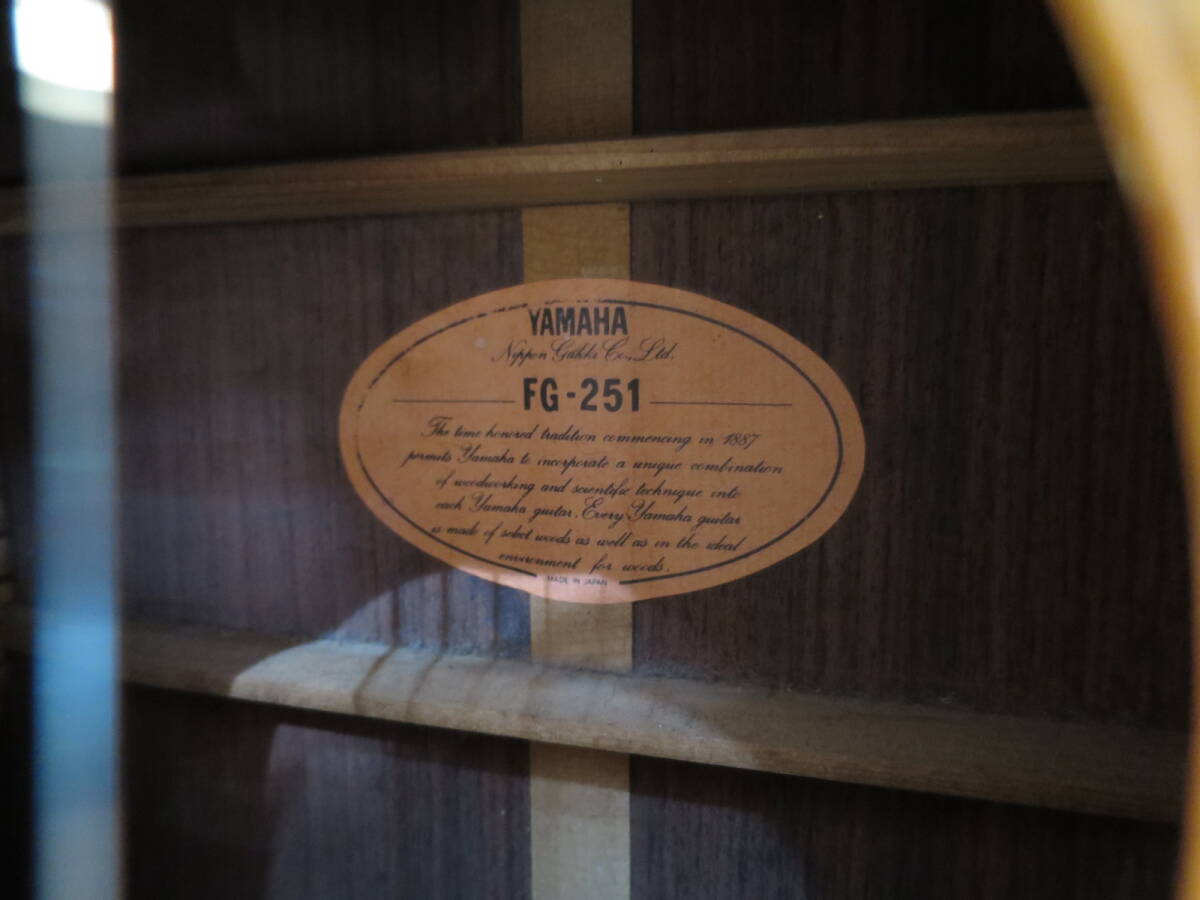 YAMAHA
Nippon Gakki Co., Ltd.
FG-251
The time honored tradition commencing in 1887
permits Yamaha to incorporate a unique combination
of woodworking and scientific technique into
each Yamaha guitar. Every Yamaha guitar
is made of select woods as well as in the ideal
environment for woods.
MADE IN JAPAN